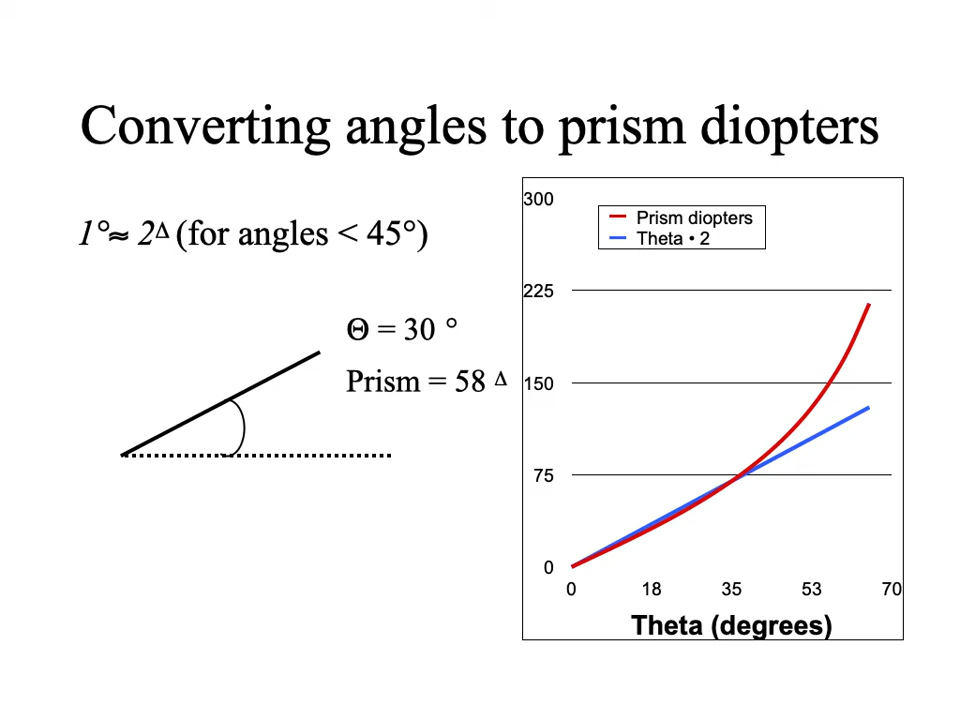 Converting angles to prism diopters
1°≈ 2Δ (for angles < 45°)
Θ = 30 °
Prism = 58 Δ
300
Prism diopters
Theta • 2
225
150
75
0
0 18 35 53 70
Theta (degrees)